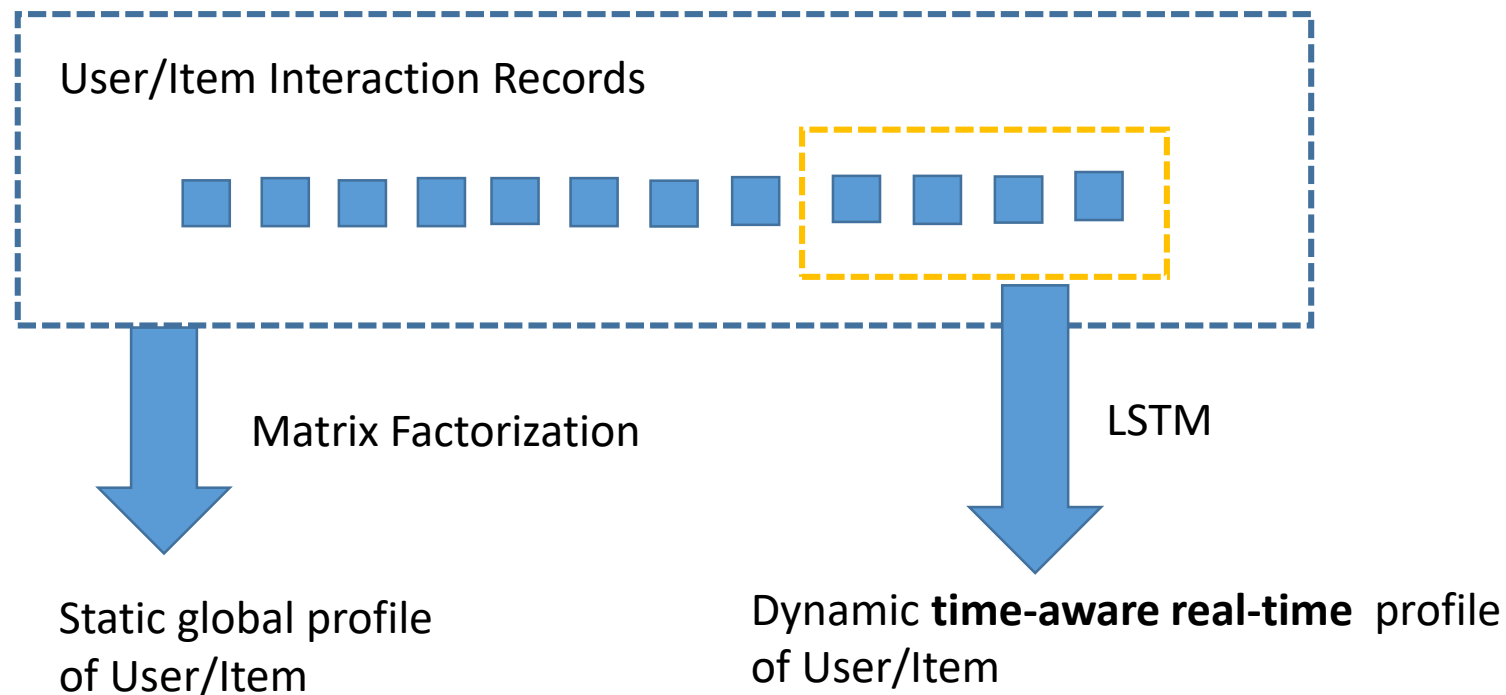 User/Item Interaction Records
Matrix Factorization
LSTM
Static global profile
of User/Item
Dynamic time-aware real-time profile
of User/Item